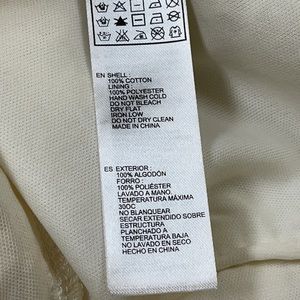 EN SHELL :
100% COTTON
LINING :
100% POLYESTER
HAND WASH COLD
DO NOT BLEACH
DRY FLAT
IRON LOW
DO NOT DRY CLEAN
MADE IN CHINA
ES EXTERIOR :
100% ALGODÓN
FORRO :
100% POLIÉSTER
LAVADO A MANO
TEMPERATURA MÁXIMA
30ºC
NO BLANQUEAR
SECAR EXTENDIDO SOBRE
ESTRUCTURA
PLANCHADO A
TEMPERATURA BAJA
NO LAVADO EN SECO
HECHO EN CHINA